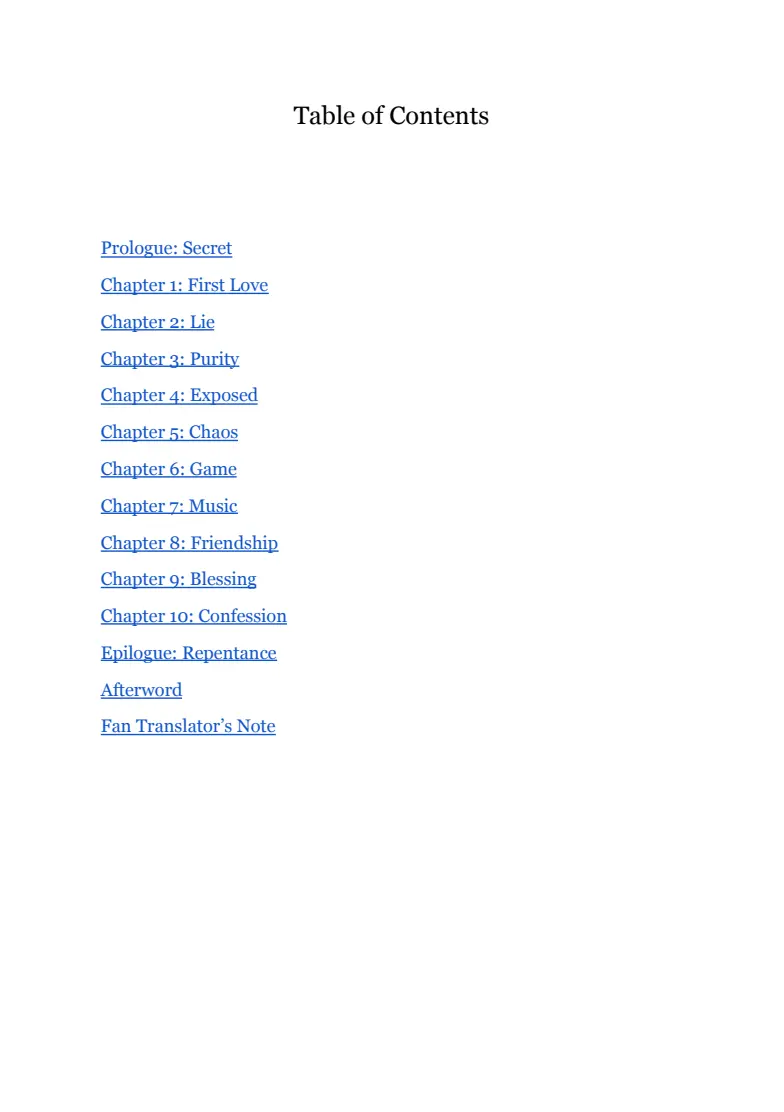 Table of Contents
Prologue: Secret
Chapter 1: First Love
Chapter 2: Lie
Chapter 3: Purity
Chapter 4: Exposed
Chapter 5: Chaos
Chapter 6: Game
Chapter 7: Music
Chapter 8: Friendship
Chapter 9: Blessing
Chapter 10: Confession
Epilogue: Repentance
Afterword
Fan Translator’s Note